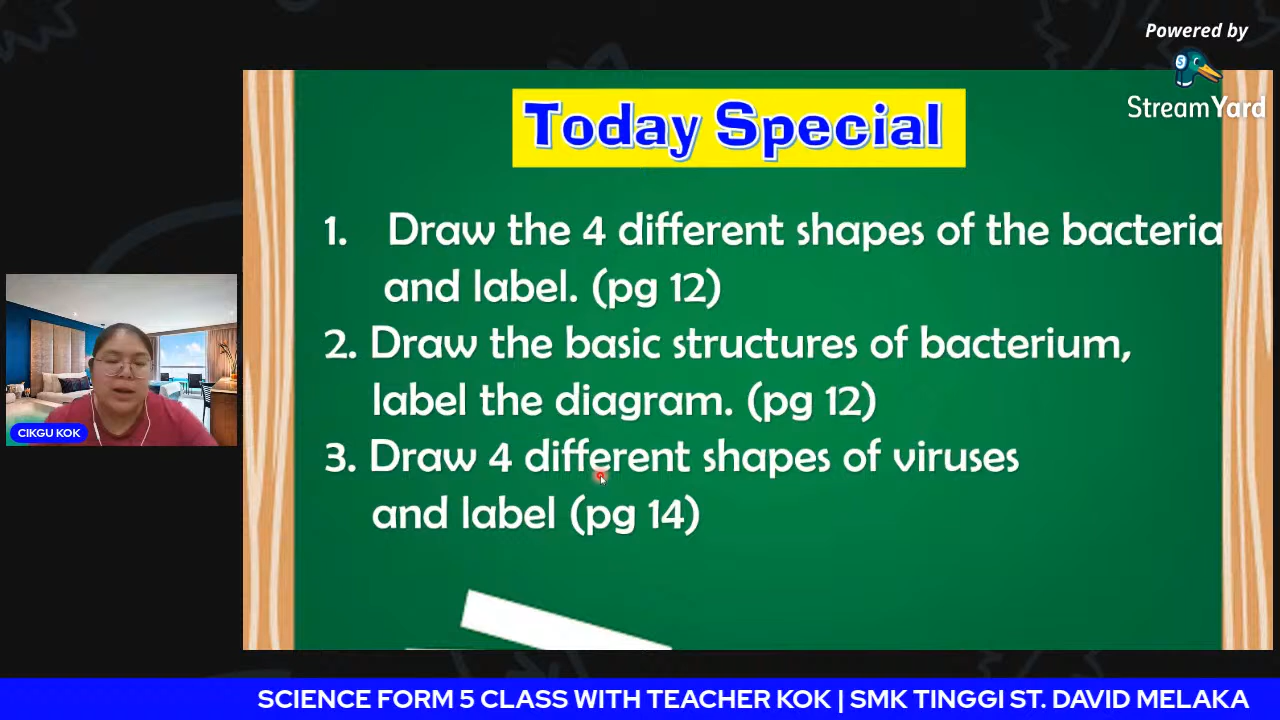 Powered by
StreamYard
Today Special
1. Draw the 4 different shapes of the bacteria
and label. (pg 12)
2. Draw the basic structures of bacterium,
label the diagram. (pg 12)
3. Draw 4 different shapes of viruses
and label (pg 14)
CIKGU KOK
SCIENCE FORM 5 CLASS WITH TEACHER KOK | SMK TINGGI ST. DAVID MELAKA